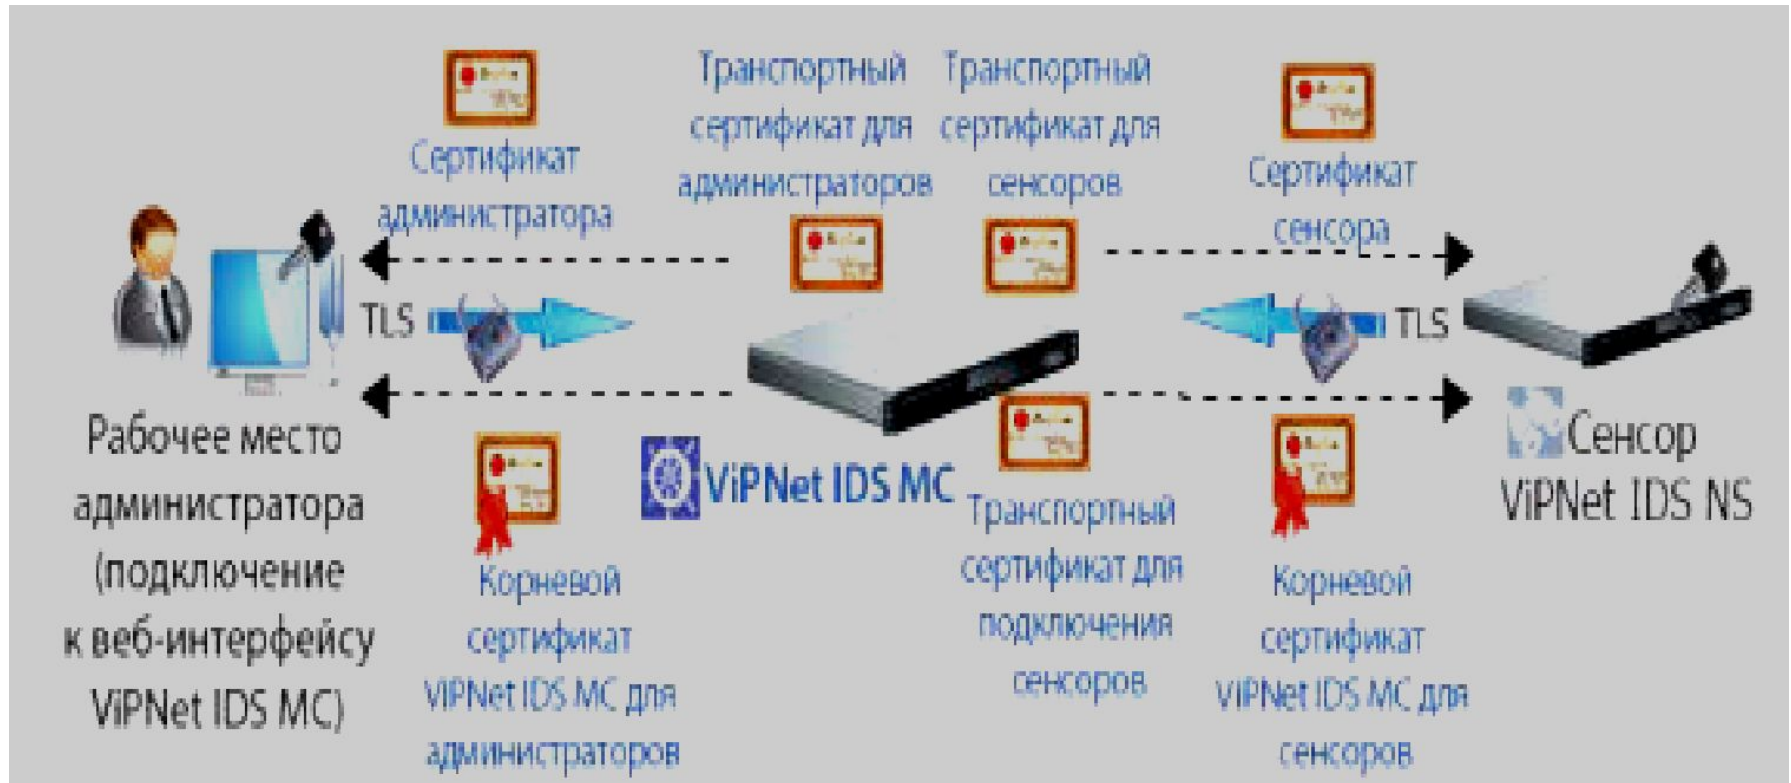 Сертификат
администратора
Транспортный
сертификат для
администраторов
Транспортный
сертификат для
сенсоров
Сертификат
сенсора
TLS
TLS
Рабочее место
администратора
(подключение
к веб-интерфейсу
ViPNet IDS MC)
ViPNet IDS MC
Сенсор
ViPNet IDS NS
Корневой
сертификат
ViPNet IDS MC для
администраторов
Транспортный
сертификат для
подключения
сенсоров
Корневой
сертификат
ViPNet IDS MC для
сенсоров